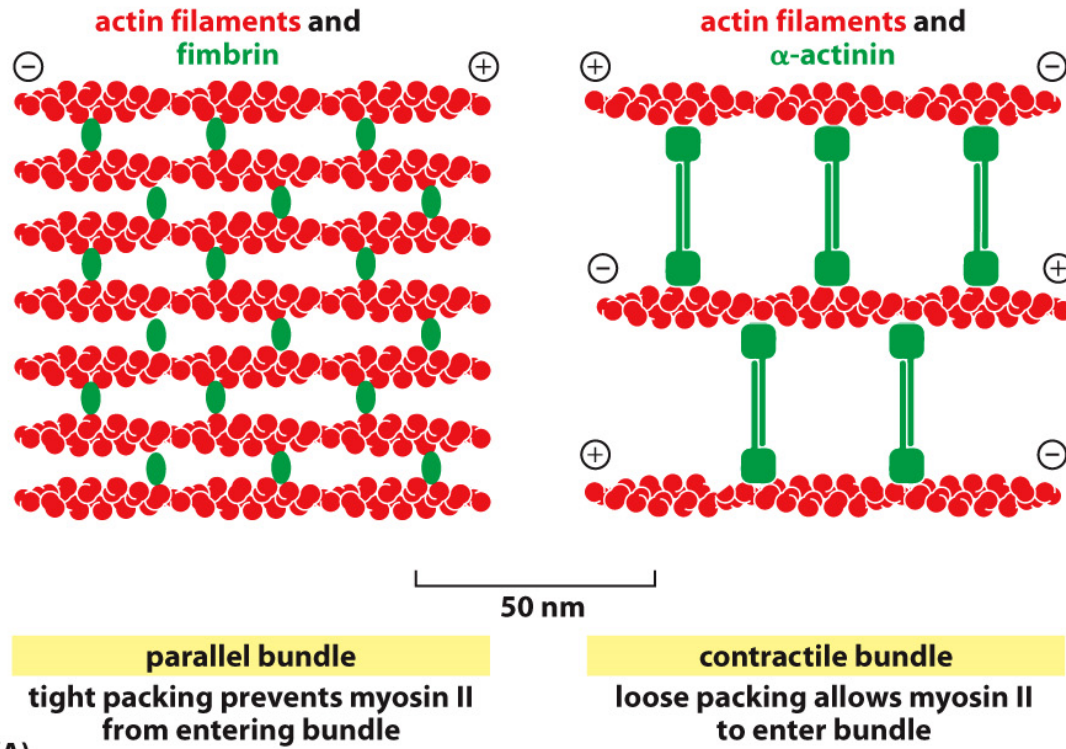 actin filaments and
fimbrin
− +
actin filaments and
α-actinin
+ −
− +
+ −
50 nm
parallel bundle
tight packing prevents myosin II
from entering bundle
contractile bundle
loose packing allows myosin II
to enter bundle
(A)